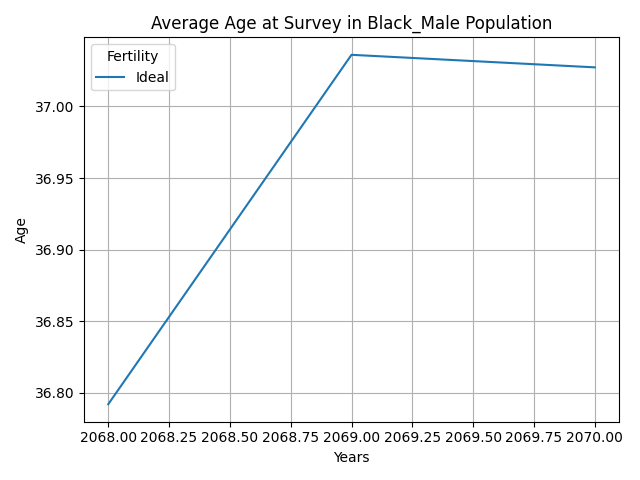 Average Age at Survey in Black_Male Population
Fertility
Ideal
37.00
36.95
36.90
36.85
36.80
Age
2068.00 2068.25 2068.50 2068.75 2069.00 2069.25 2069.50 2069.75 2070.00
Years